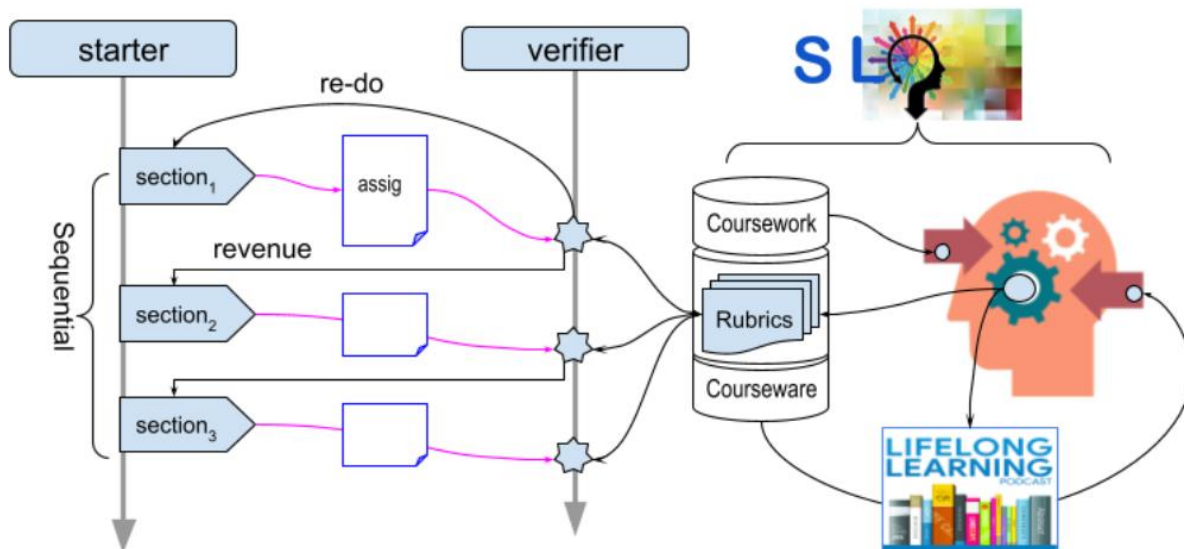 starter
verifier
S L
re-do
section₁
assig
Sequential
revenue
section₂
section₃
Coursework
Rubrics
Courseware
LIFELONG
LEARNING
PODCAST